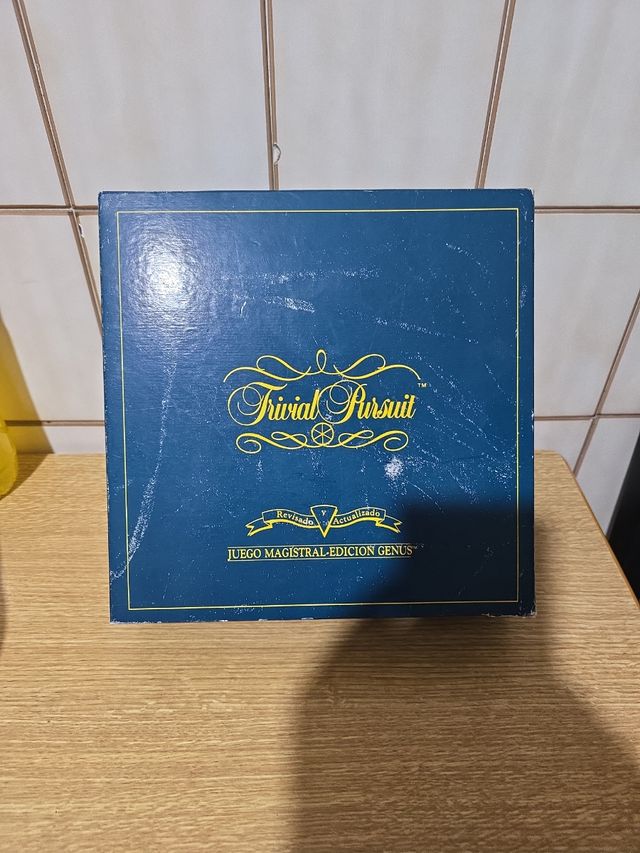 Trivial Pursuit™
Revisado y Actualizado
JUEGO MAGISTRAL-EDICION GENUS™